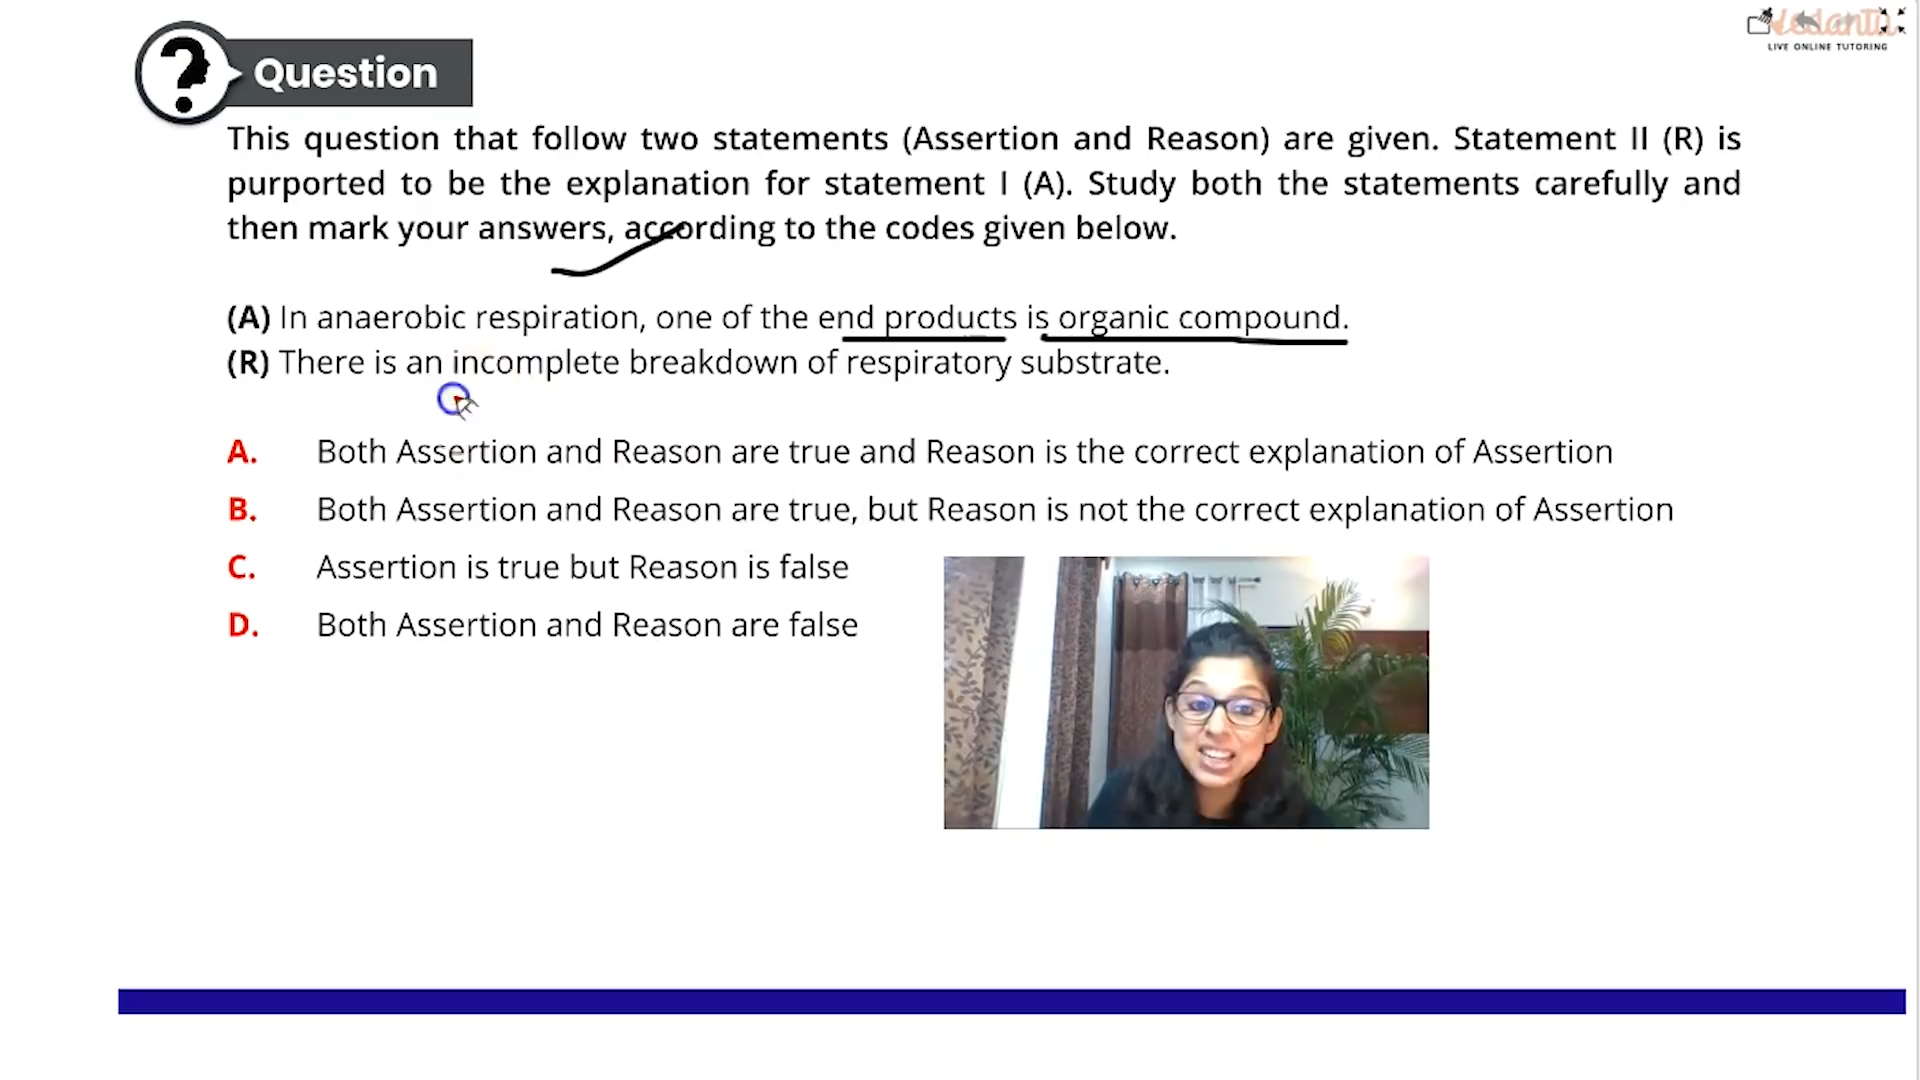 Vedantu
LIVE ONLINE TUTORING
?
Question
This question that follow two statements (Assertion and Reason) are given. Statement II (R) is
purported to be the explanation for statement I (A). Study both the statements carefully and
then mark your answers, according to the codes given below.
(A) In anaerobic respiration, one of the end products is organic compound.
(R) There is an incomplete breakdown of respiratory substrate.
A. Both Assertion and Reason are true and Reason is the correct explanation of Assertion
B. Both Assertion and Reason are true, but Reason is not the correct explanation of Assertion
C. Assertion is true but Reason is false
D. Both Assertion and Reason are false